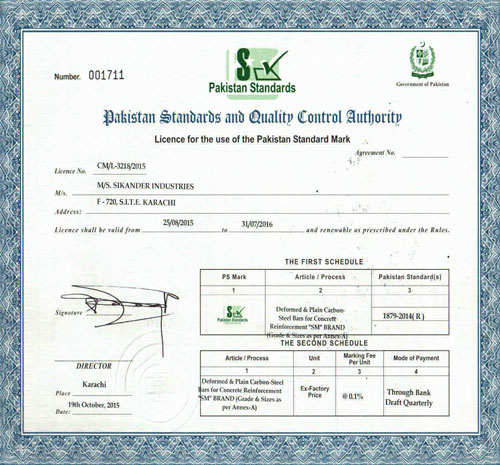 Number. 001711
Pakistan Standards
Government of Pakistan
Pakistan Standards and Quality Control Authority
Licence for the use of the Pakistan Standard Mark
Agreement No.
Licence No. CM/L-3218/2015
M/s. M/S. SIKANDER INDUSTRIES
F - 720, S.I.T.E. KARACHI
Address:
Licence shall be valid from 25/08/2015 to 31/07/2016 and renewable as prescribed under the Rules.
THE FIRST SCHEDULE
PS Mark Article / Process Pakistan Standard(s)
1 2 3
Deformed & Plain Carbon-
Steel Bars for Concrete
Reinforcement "SM" BRAND
(Grade & Sizes as per Annex-A)
1879-2014( R )
Signature
THE SECOND SCHEDULE
Article / Process Unit Marking Fee Per Unit Mode of Payment
1 2 3 4
Deformed & Plain Carbon-Steel
Bars for Concrete Reinforcement
"SM" BRAND (Grade & Sizes as
per Annex-A)
Ex-Factory
Price
@ 0.1%
Through Bank
Draft Quarterly
DIRECTOR
Karachi
Place
19th October, 2015
Date: